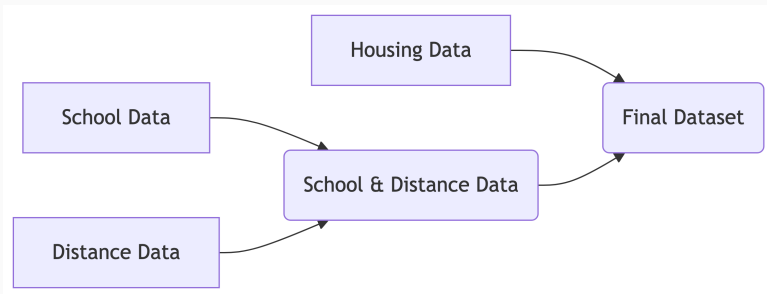 Housing Data
School Data
Final Dataset
School & Distance Data
Distance Data